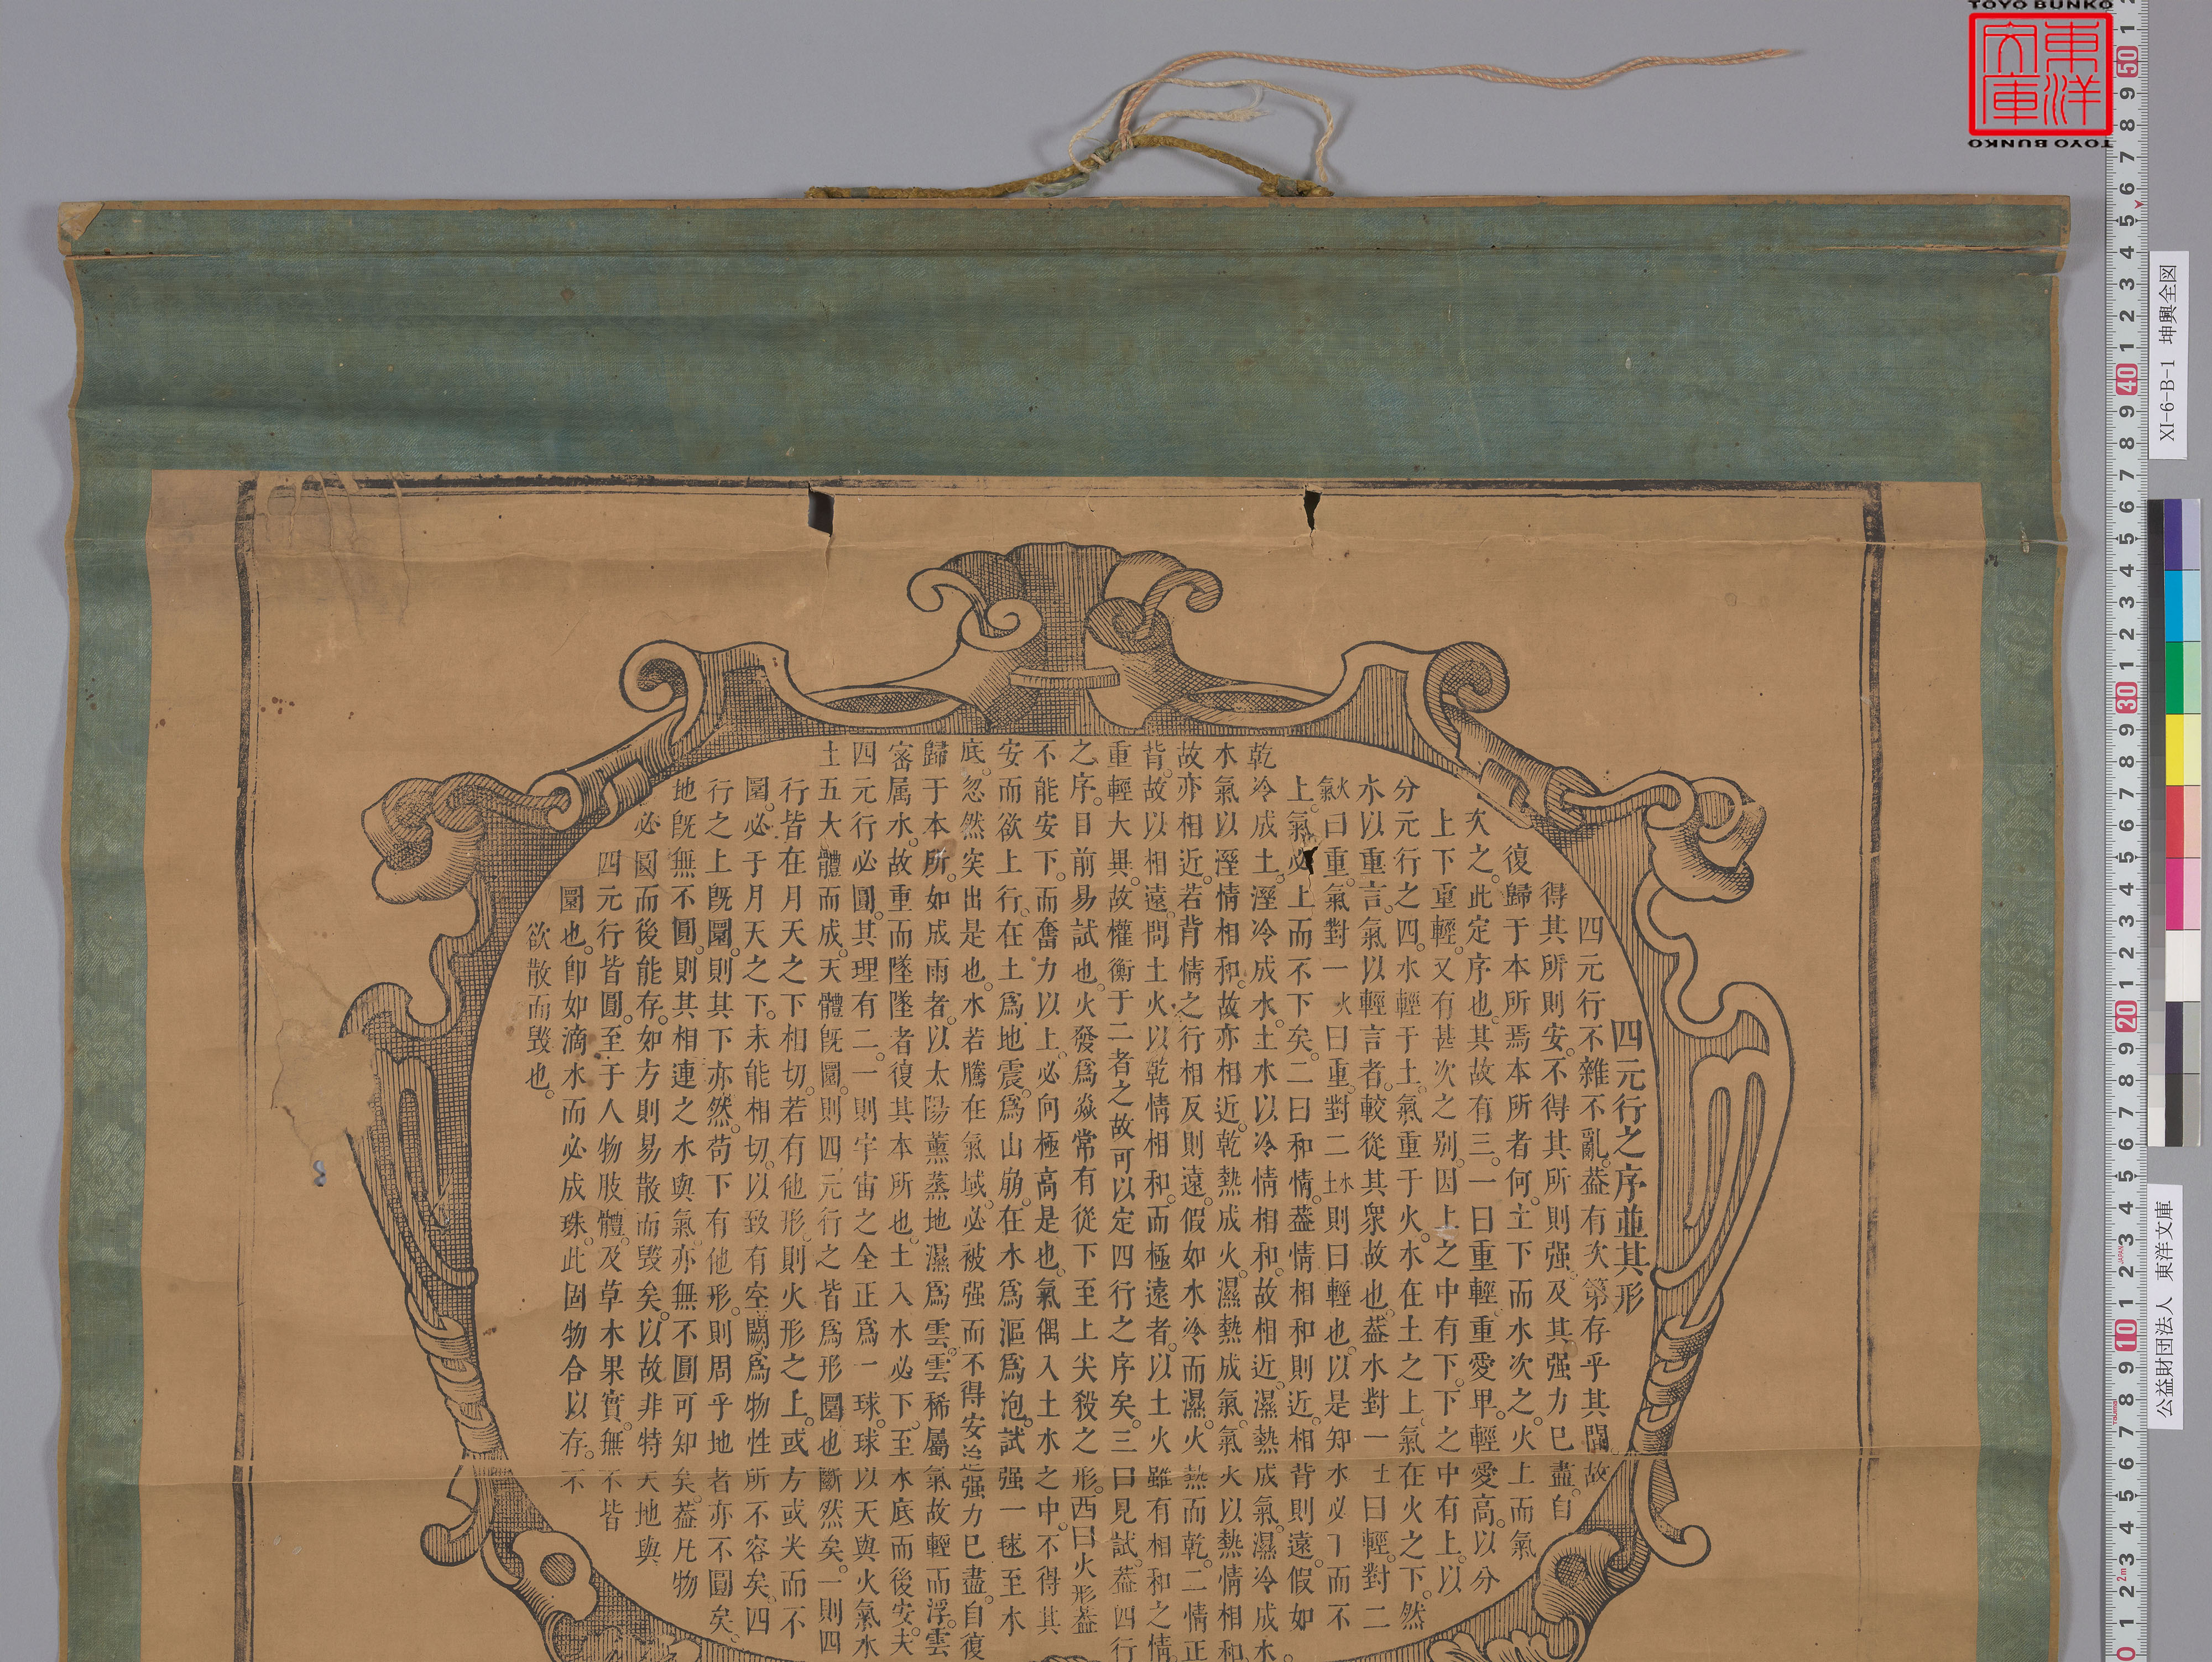 四元行之序並其形
四元行不雜不亂。葢有次第存乎其間。故
得其所則安。不得其所則强。及其强力已盡。自
復歸于本所焉。本所者何。土下而水次之。火上而氣
次之。此定序也。其故有三。一曰重輕。重愛卑。輕愛高。以分
上下重輕。又有甚次之别。因上之中有下。下之中有上。以
分元行之四。水輕于土。氣重于火。水在土之上。氣在火之下。然
水以重言。氣以輕言者。較從其衆故也。葢水對一土曰輕。對二
氣火曰重。氣對一火曰重。對二水土則曰輕也。以是知水必下而不
上。氣必上而不下矣。二曰和情。葢情相和則近。相背則遠。假如
乾冷成土。溼冷成水。土水以冷情相和。故相近。濕熱成氣。濕冷成水。
水氣以溼情相和。故亦相近。乾熱成火。濕熱成氣。氣火以熱情相和。
故亦相近。若背情之行相反則遠。假如水冷而濕。火熱而乾。二情正
背。故以相遠。問土火以乾情相和。而極遠者。以土火雖有相和之情。
重輕大異。故權衡于二者之故。可以定四行之序矣。三曰見試。葢四行
之序。目前易試也。火發爲焱。常有從下至上尖殺之形。西曰火形。葢
不能安下。而奮力以上。必向極高是也。氣偶入土水之中。不得其
安而欲上行。在土爲地震。爲山崩。在水爲漚爲泡。試强一毬至水
底。忽然突出是也。水若騰在氣域。必被强而不得安。迨强力已盡。自復
歸于本所。如成雨者。以太陽薰蒸地濕爲雲。雲稀屬氣。故輕而浮。雲
密属水。故重而墜。墜者復其本所也。土入水必下。至水底而後安。夫
四元行必圓。其理有二。一則宇宙之全正爲一球。球以天與火氣水
土五大體而成。天體旣圓。則四元行之皆爲形圓也。斷然矣。一則四
行皆在月天之下相切。若有他形。則火形之上。或方或尖而不
圓。必于月天之下。未能相切。以致有空闕。爲物性所不容矣。四
行之上旣圓。則其下亦然。苟下有他形。則周乎地者亦不圓矣。
地旣無不圓。則其相連之水與氣。亦無不圓可知矣。葢凡物
必圓而後能存。如方則易散而毀矣。以故非特天地與
四元行皆圓。至于人物肢體。及草木果實。無不皆
圓也。卽如滴水而必成珠。此固物合以存。不
欲散而毀也。
TOYO BUNKO
東洋文庫
TOYO BUNKO
XI-6-B-1 坤輿全図
公益財団法人 東洋文庫